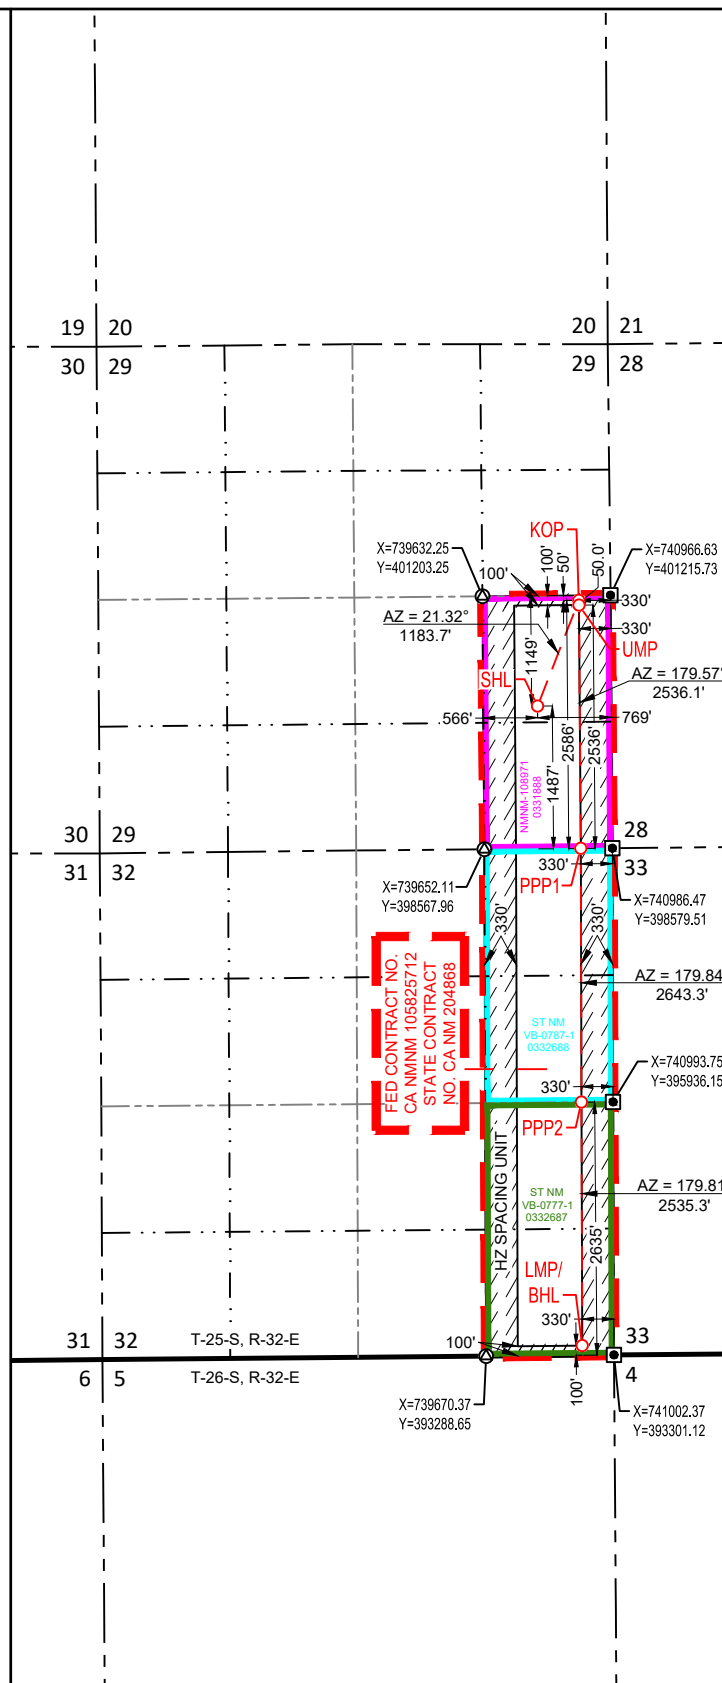 19 20
30 29
20 21
29 28
KOP
X=739632.25
Y=401203.25
X=740966.63
Y=401215.73
100'
100'
50'
50.0'
330'
330'
AZ = 21.32°
1183.7'
1149'
UMP
SHL
AZ = 179.57°
2536.1'
566'
769'
2586'
2536'
1487'
NMNM-108971
0331888
30 29
31 32
28
33
330'
PPP1
X=739652.11
Y=398567.96
X=740986.47
Y=398579.51
330'
330'
FED CONTRACT NO.
CA NMNM 105825712
STATE CONTRACT
NO. CA NM 204868
AZ = 179.84
2643.3'
ST NM
VB-0787-1
0332688
X=740993.75
Y=395936.15
330'
PPP2
HZ SPACING UNIT
ST NM
VB-0777-1
0332687
AZ = 179.81
2535.3'
2635'
LMP/
BHL
330'
31 32
T-25-S, R-32-E
100'
33
6 5
T-26-S, R-32-E
4
100'
X=739670.37
Y=393288.65
X=741002.37
Y=393301.12